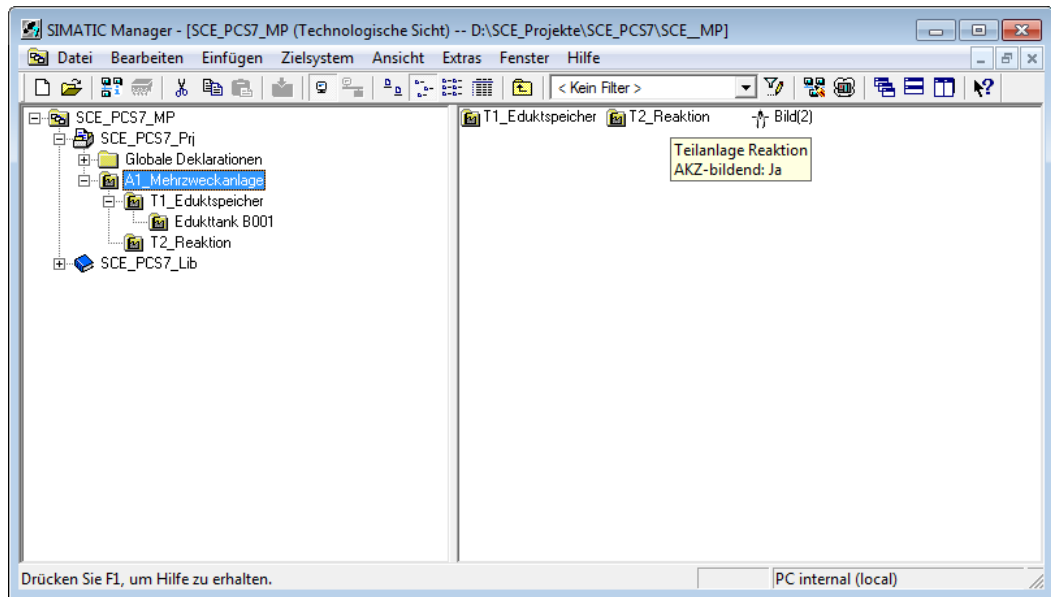 SIMATIC Manager - [SCE_PCS7_MP (Technologische Sicht) -- D:\SCE_Projekte\SCE_PCS7\SCE__MP]
Datei Bearbeiten Einfügen Zielsystem Ansicht Extras Fenster Hilfe
< Kein Filter >
SCE_PCS7_MP
SCE_PCS7_Prj
Globale Deklarationen
A1_Mehrzweckanlage
T1_Eduktspeicher
Edukttank B001
T2_Reaktion
SCE_PCS7_Lib
T1_Eduktspeicher T2_Reaktion Bild(2)
Teilanlage Reaktion
AKZ-bildend: Ja
Drücken Sie F1, um Hilfe zu erhalten. PC internal (local)